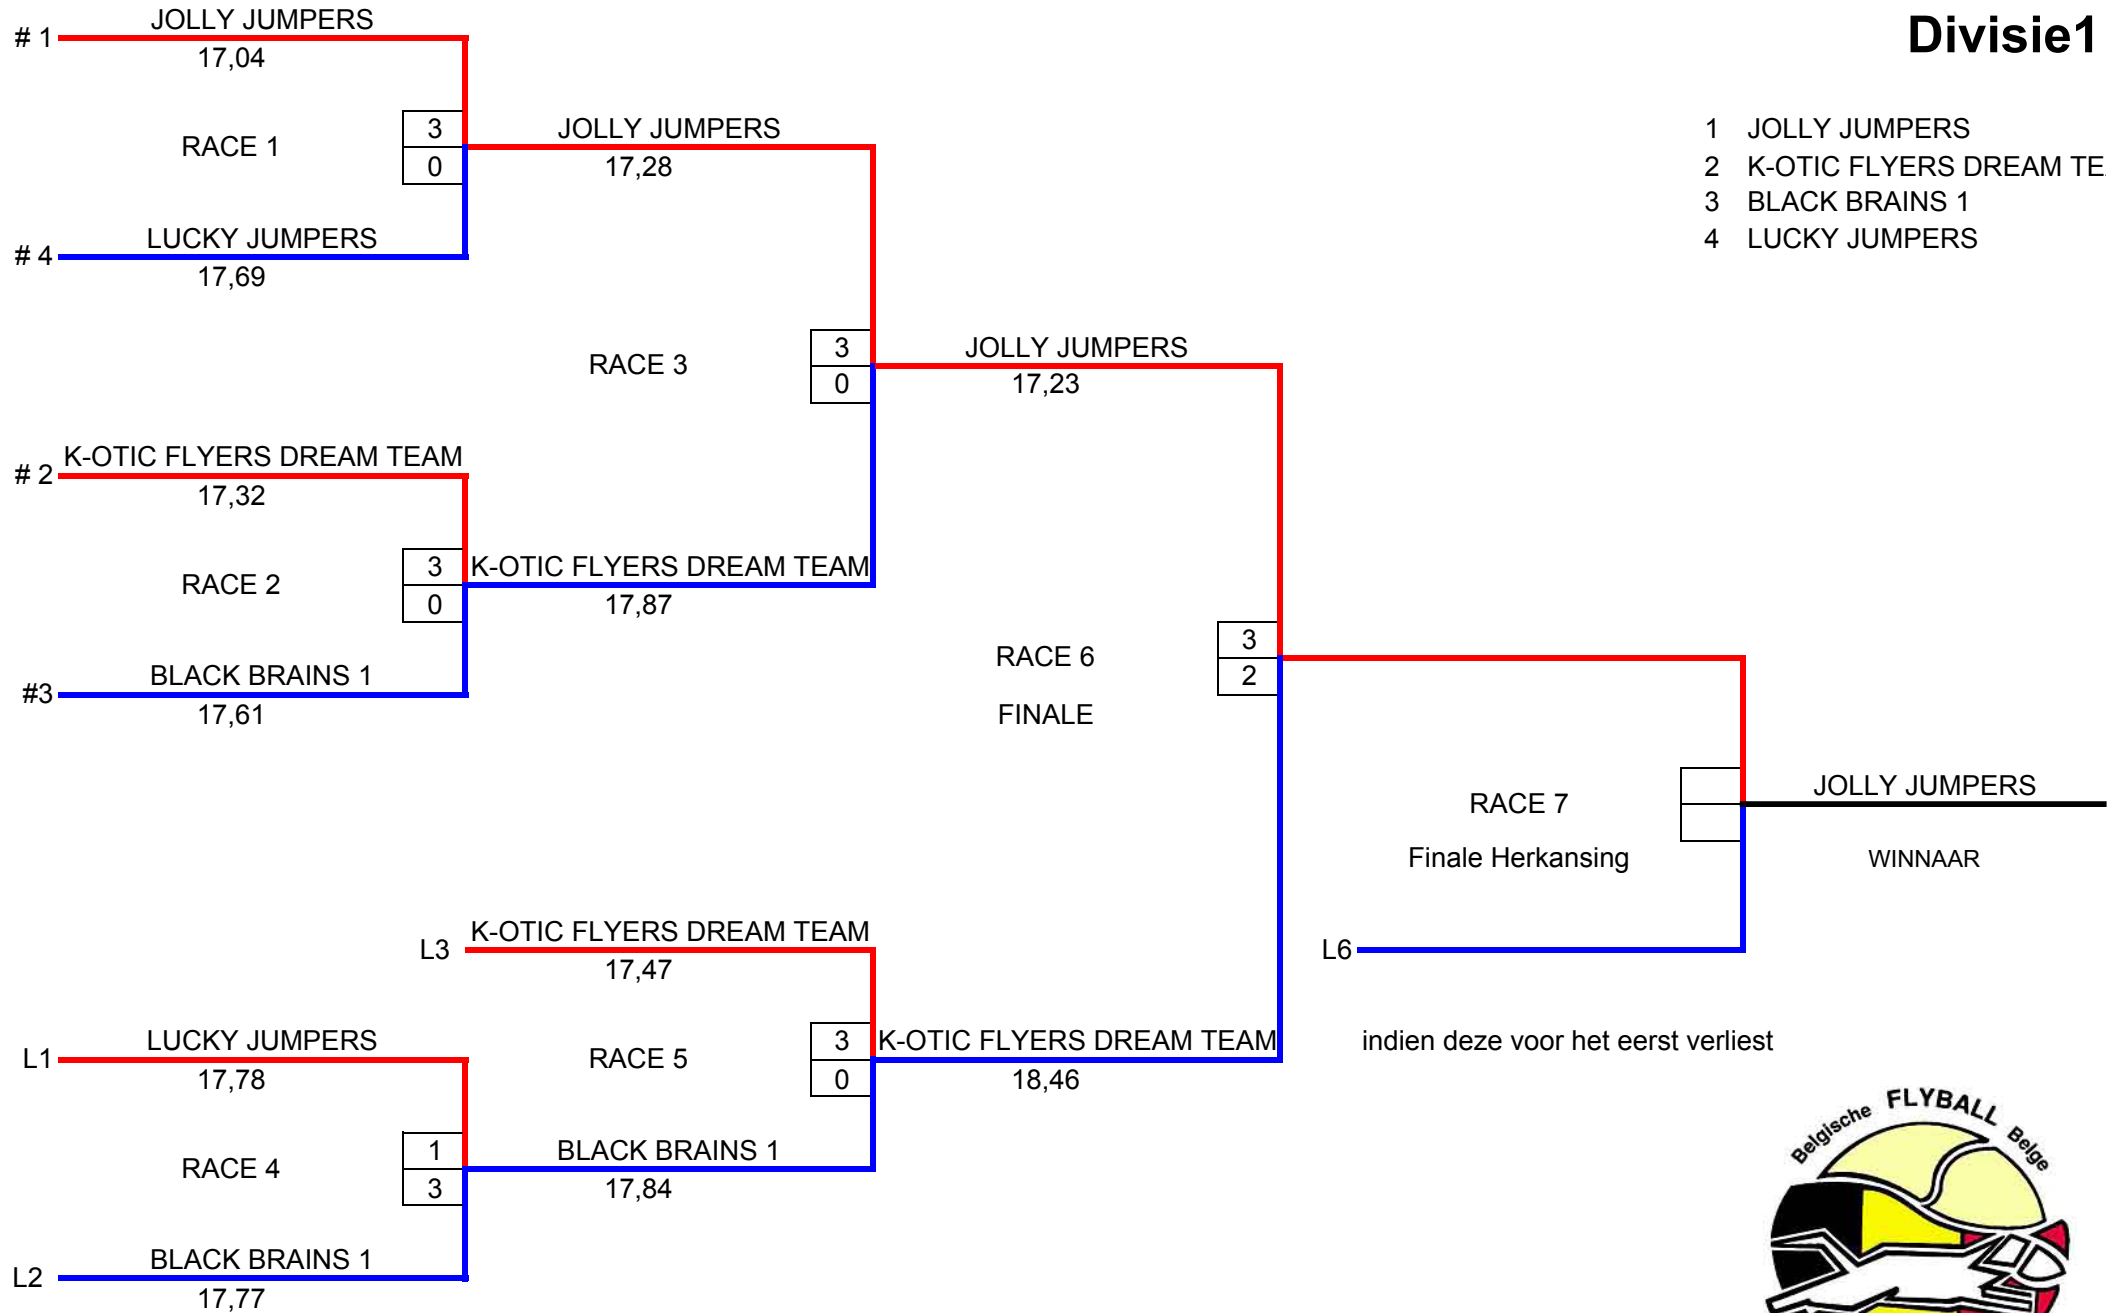 Divisie1
1 JOLLY JUMPERS
2 K-OTIC FLYERS DREAM
3 BLACK BRAINS 1
4 LUCKY JUMPERS
# 1
JOLLY JUMPERS
17,04
RACE 1
3
0
# 4
LUCKY JUMPERS
17,69
JOLLY JUMPERS
17,28
RACE 3
3
0
# 2
K-OTIC FLYERS DREAM TEAM
17,32
RACE 2
3
0
#3
BLACK BRAINS 1
17,61
K-OTIC FLYERS DREAM TEAM
17,87
JOLLY JUMPERS
17,23
RACE 6
FINALE
3
2
RACE 7
Finale Herkansing
JOLLY JUMPERS
WINNAAR
L6
indien deze voor het eerst verliest
L3
K-OTIC FLYERS DREAM TEAM
17,47
RACE 5
3
0
K-OTIC FLYERS DREAM TEAM
18,46
L1
LUCKY JUMPERS
17,78
RACE 4
1
3
L2
BLACK BRAINS 1
17,77
BLACK BRAINS 1
17,84
Belgische FLYBALL Belge